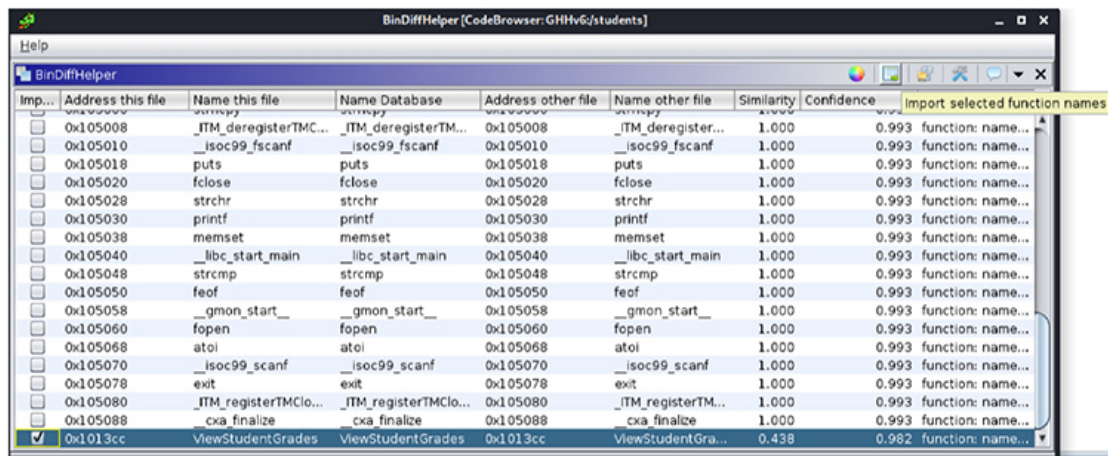 BinDiffHelper [CodeBrowser: GHHv6:/students]
Help
BinDiffHelper
Imp... Address this file Name this file Name Database Address other file Name other file Similarity Confidence
Import selected function names
0x105008 _ITM_deregisterTMC... _ITM_deregisterTM... 0x105008 _ITM_deregister... 1.000 0.993 function: name...
0x105010 __isoc99_fscanf __isoc99_fscanf 0x105010 __isoc99_fscanf 1.000 0.993 function: name...
0x105018 puts puts 0x105018 puts 1.000 0.993 function: name...
0x105020 fclose fclose 0x105020 fclose 1.000 0.993 function: name...
0x105028 strchr strchr 0x105028 strchr 1.000 0.993 function: name...
0x105030 printf printf 0x105030 printf 1.000 0.993 function: name...
0x105038 memset memset 0x105038 memset 1.000 0.993 function: name...
0x105040 __libc_start_main __libc_start_main 0x105040 __libc_start_main 1.000 0.993 function: name...
0x105048 strcmp strcmp 0x105048 strcmp 1.000 0.993 function: name...
0x105050 feof feof 0x105050 feof 1.000 0.993 function: name...
0x105058 __gmon_start__ __gmon_start__ 0x105058 __gmon_start__ 1.000 0.993 function: name...
0x105060 fopen fopen 0x105060 fopen 1.000 0.993 function: name...
0x105068 atoi atoi 0x105068 atoi 1.000 0.993 function: name...
0x105070 __isoc99_scanf __isoc99_scanf 0x105070 __isoc99_scanf 1.000 0.993 function: name...
0x105078 exit exit 0x105078 exit 1.000 0.993 function: name...
0x105080 _ITM_registerTMClo... _ITM_registerTMClo... 0x105080 _ITM_registerTM... 1.000 0.993 function: name...
0x105088 __cxa_finalize __cxa_finalize 0x105088 __cxa_finalize 1.000 0.993 function: name...
0x1013cc ViewStudentGrades ViewStudentGrades 0x1013cc ViewStudentGra... 0.438 0.982 function: name...